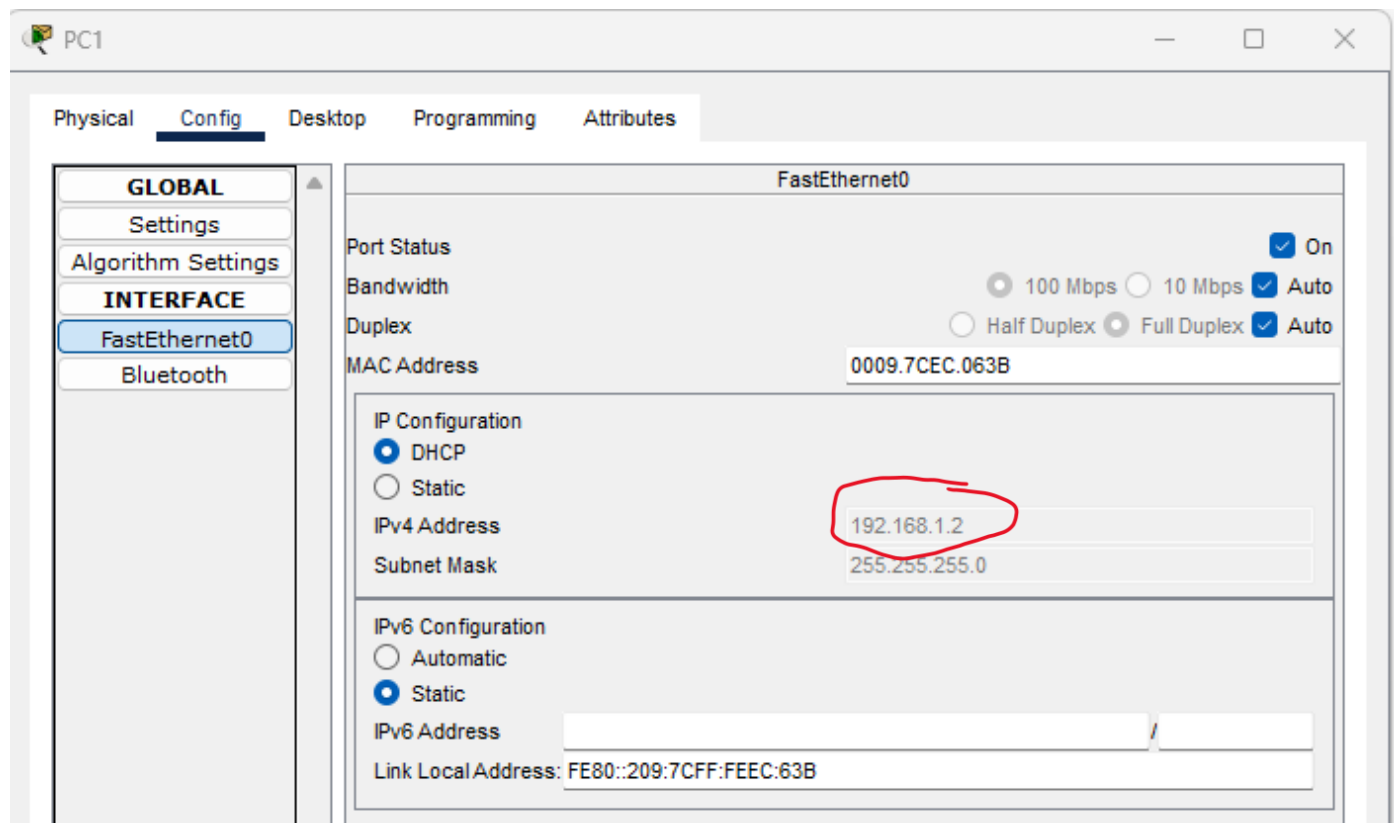 PC1
Physical Config Desktop Programming Attributes
GLOBAL
Settings
Algorithm Settings
INTERFACE
FastEthernet0
Bluetooth
FastEthernet0
Port Status On
Bandwidth 100 Mbps 10 Mbps Auto
Duplex Half Duplex Full Duplex Auto
MAC Address 0009.7CEC.063B
IP Configuration
DHCP
Static
IPv4 Address 192.168.1.2
Subnet Mask 255.255.255.0
IPv6 Configuration
Automatic
Static
IPv6 Address /
Link Local Address: FE80::209:7CFF:FEEC:63B